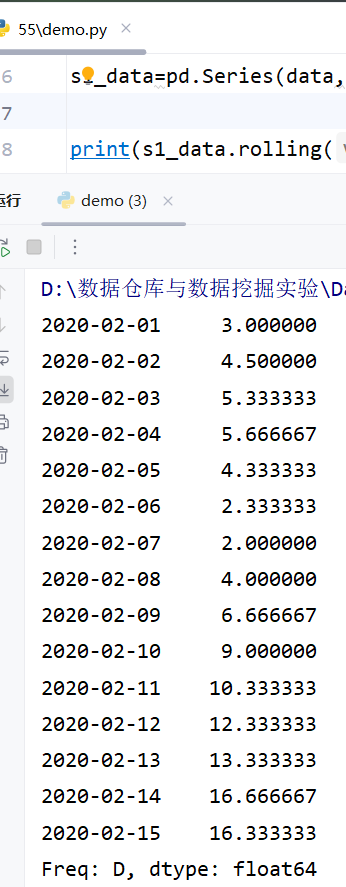 55\demo.py ×
6 s1_data=pd.Series(data,
7
8 print(s1_data.rolling(
运行 demo (3) ×
D:\数据仓库与数据挖掘实验\Da
2020-02-01 3.000000
2020-02-02 4.500000
2020-02-03 5.333333
2020-02-04 5.666667
2020-02-05 4.333333
2020-02-06 2.333333
2020-02-07 2.000000
2020-02-08 4.000000
2020-02-09 6.666667
2020-02-10 9.000000
2020-02-11 10.333333
2020-02-12 12.333333
2020-02-13 13.333333
2020-02-14 16.666667
2020-02-15 16.333333
Freq: D, dtype: float64